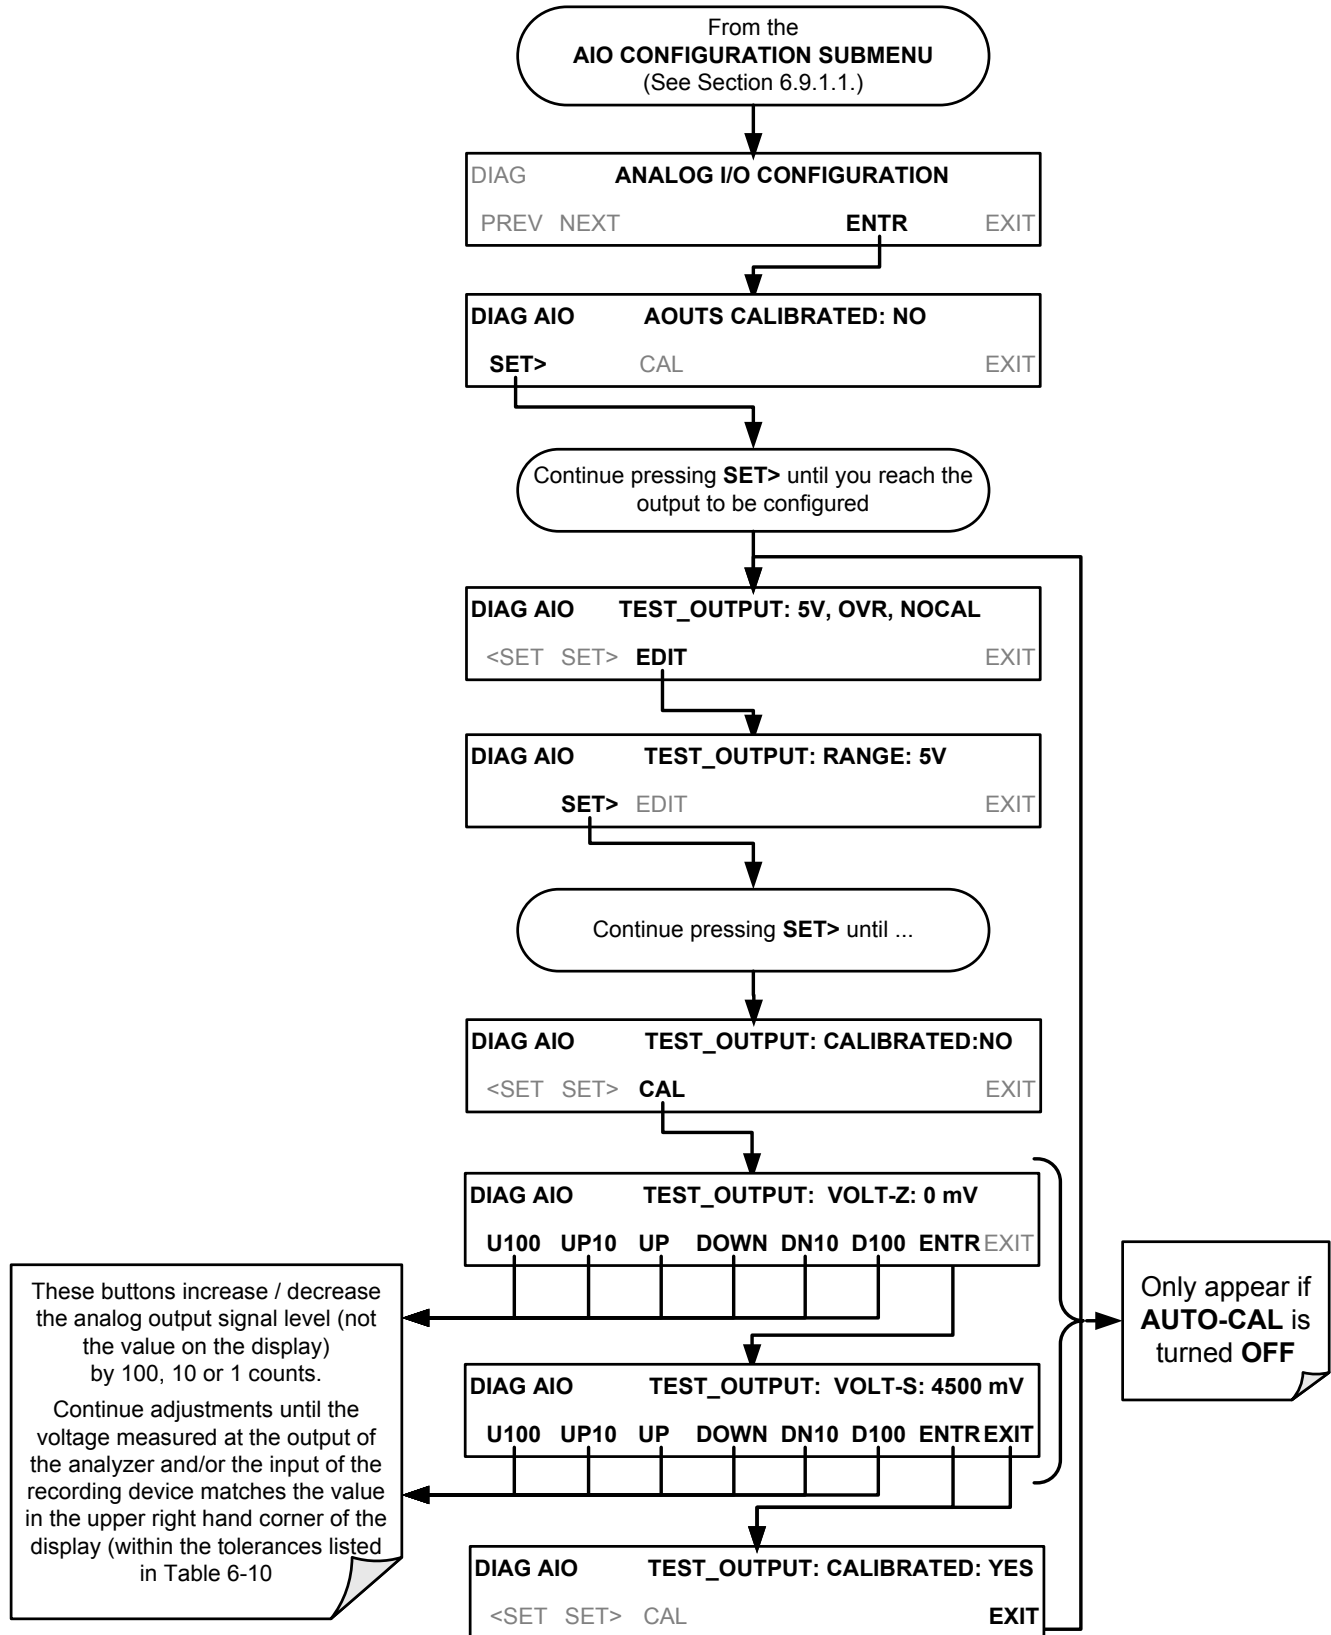 From the
AIO CONFIGURATION SUBMENU
(See Section 6.9.1.1.)
DIAG ANALOG I/O CONFIGURATION
PREV NEXT ENTR EXIT
DIAG AIO AOUTS CALIBRATED: NO
SET> CAL EXIT
Continue pressing SET> until you reach the
output to be configured
DIAG AIO TEST_OUTPUT: 5V, OVR, NOCAL
<SET SET> EDIT EXIT
DIAG AIO TEST_OUTPUT: RANGE: 5V
SET> EDIT EXIT
Continue pressing SET> until ...
DIAG AIO TEST_OUTPUT: CALIBRATED:NO
<SET SET> CAL EXIT
DIAG AIO TEST_OUTPUT: VOLT-Z: 0 mV
U100 UP10 UP DOWN DN10 D100 ENTR EXIT
These buttons increase / decrease
the analog output signal level (not
the value on the display)
by 100, 10 or 1 counts.
Continue adjustments until the
voltage measured at the output of
the analyzer and/or the input of the
recording device matches the value
in the upper right hand corner of the
display (within the tolerances listed
in Table 6-10
Only appear if
AUTO-CAL is
turned OFF
DIAG AIO TEST_OUTPUT: VOLT-S: 4500 mV
U100 UP10 UP DOWN DN10 D100 ENTR EXIT
DIAG AIO TEST_OUTPUT: CALIBRATED: YES
<SET SET> CAL EXIT